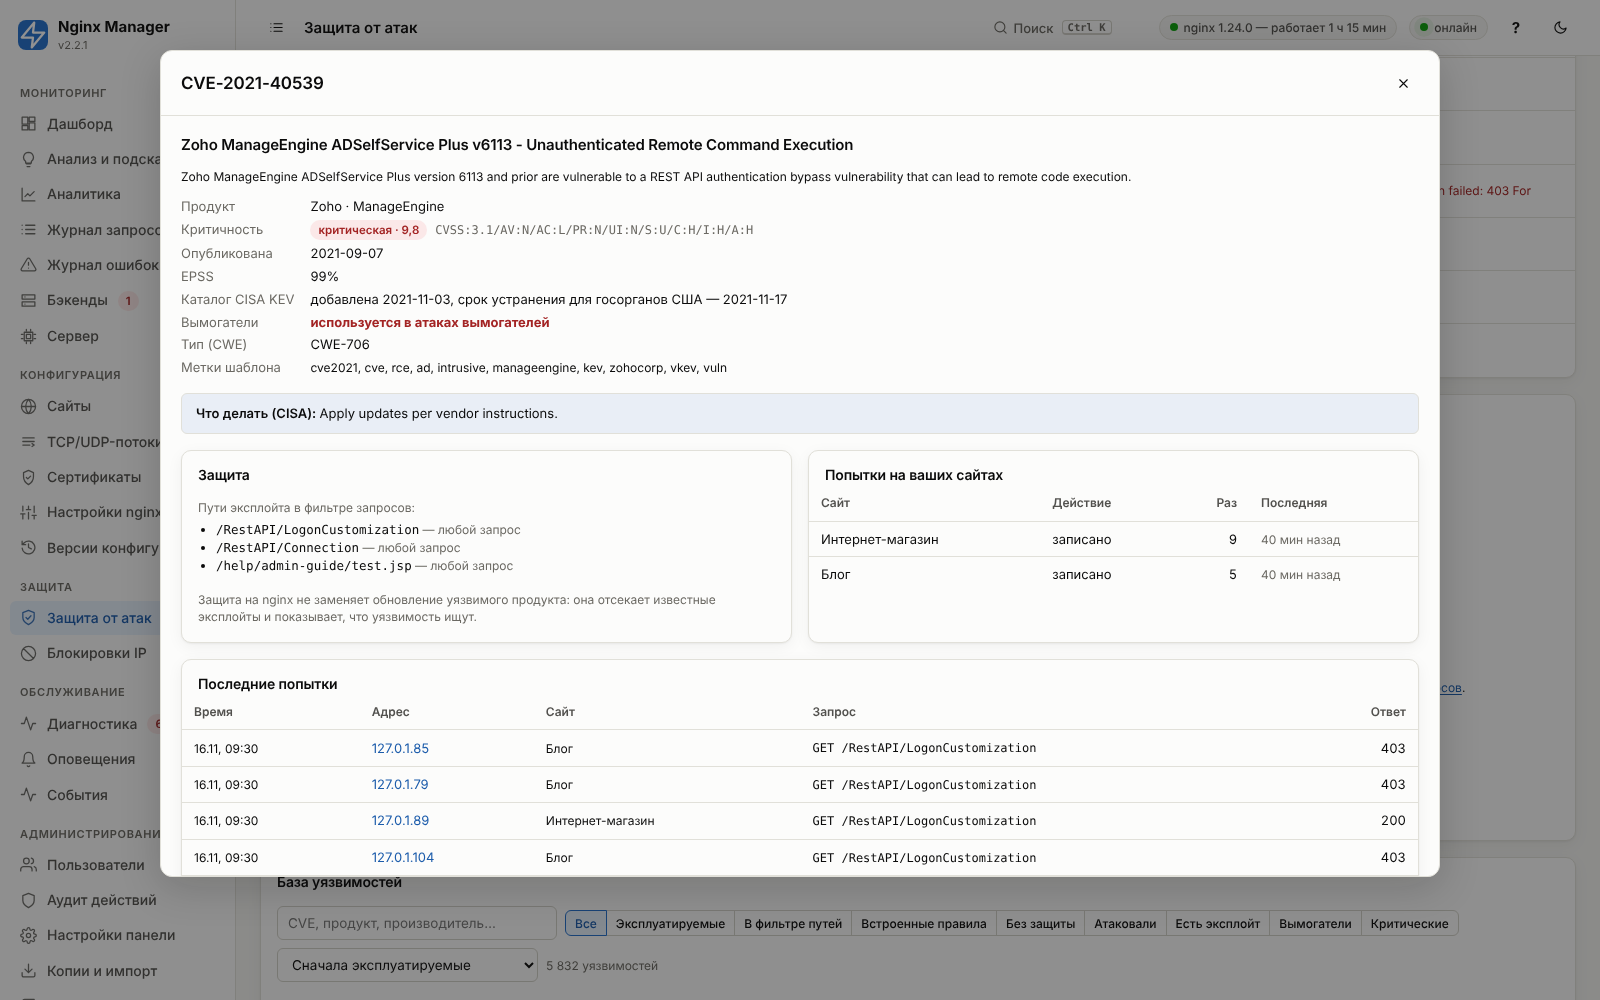 Nginx Manager
v2.2.1
Защита от атак
Поиск Ctrl K
nginx 1.24.0 — работает 1 ч 15 мин
онлайн
?
МОНИТОРИНГ
Дашборд
Анализ и подска
Аналитика
Журнал запросо
Журнал ошибок
Бэкенды 1
Сервер
КОНФИГУРАЦИЯ
Сайты
TCP/UDP-потоки
Сертификаты
Настройки nginx
Версии конфигу
ЗАЩИТА
Защита от атак
Блокировки IP
ОБСЛУЖИВАНИЕ
Диагностика 6
Оповещения
События
АДМИНИСТРИРОВАНИ
Пользователи
Аудит действий
Настройки панели
Копии и импорт
CVE-2021-40539
Zoho ManageEngine ADSelfService Plus v6113 - Unauthenticated Remote Command Execution
Zoho ManageEngine ADSelfService Plus version 6113 and prior are vulnerable to a REST API authentication bypass vulnerability that can lead to remote code execution.
Продукт Zoho · ManageEngine
Критичность критическая · 9,8 CVSS:3.1/AV:N/AC:L/PR:N/UI:N/S:U/C:H/I:H/A:H
Опубликована 2021-09-07
EPSS 99%
Каталог CISA KEV добавлена 2021-11-03, срок устранения для госорганов США — 2021-11-17
Вымогатели используется в атаках вымогателей
Тип (CWE) CWE-706
Метки шаблона cve2021, cve, rce, ad, intrusive, manageengine, kev, zohocorp, vkev, vuln
Что делать (CISA): Apply updates per vendor instructions.
Защита
Пути эксплойта в фильтре запросов:
• /RestAPI/LogonCustomization — любой запрос
• /RestAPI/Connection — любой запрос
• /help/admin-guide/test.jsp — любой запрос
Защита на nginx не заменяет обновление уязвимого продукта: она отсекает известные
эксплойты и показывает, что уязвимость ищут.
Попытки на ваших сайтах
Сайт Действие Раз Последняя
Интернет-магазин записано 9 40 мин назад
Блог записано 5 40 мин назад
Последние попытки
Время Адрес Сайт Запрос Ответ
16.11, 09:30 127.0.1.85 Блог GET /RestAPI/LogonCustomization 403
16.11, 09:30 127.0.1.79 Блог GET /RestAPI/LogonCustomization 403
16.11, 09:30 127.0.1.89 Интернет-магазин GET /RestAPI/LogonCustomization 200
16.11, 09:30 127.0.1.104 Блог GET /RestAPI/LogonCustomization 403
failed: 403 For
сов.
База уязвимостей
CVE, продукт, производитель...
Все Эксплуатируемые В фильтре путей Встроенные правила Без защиты Атаковали Есть эксплойт Вымогатели Критические
Сначала эксплуатируемые 5 832 уязвимостей